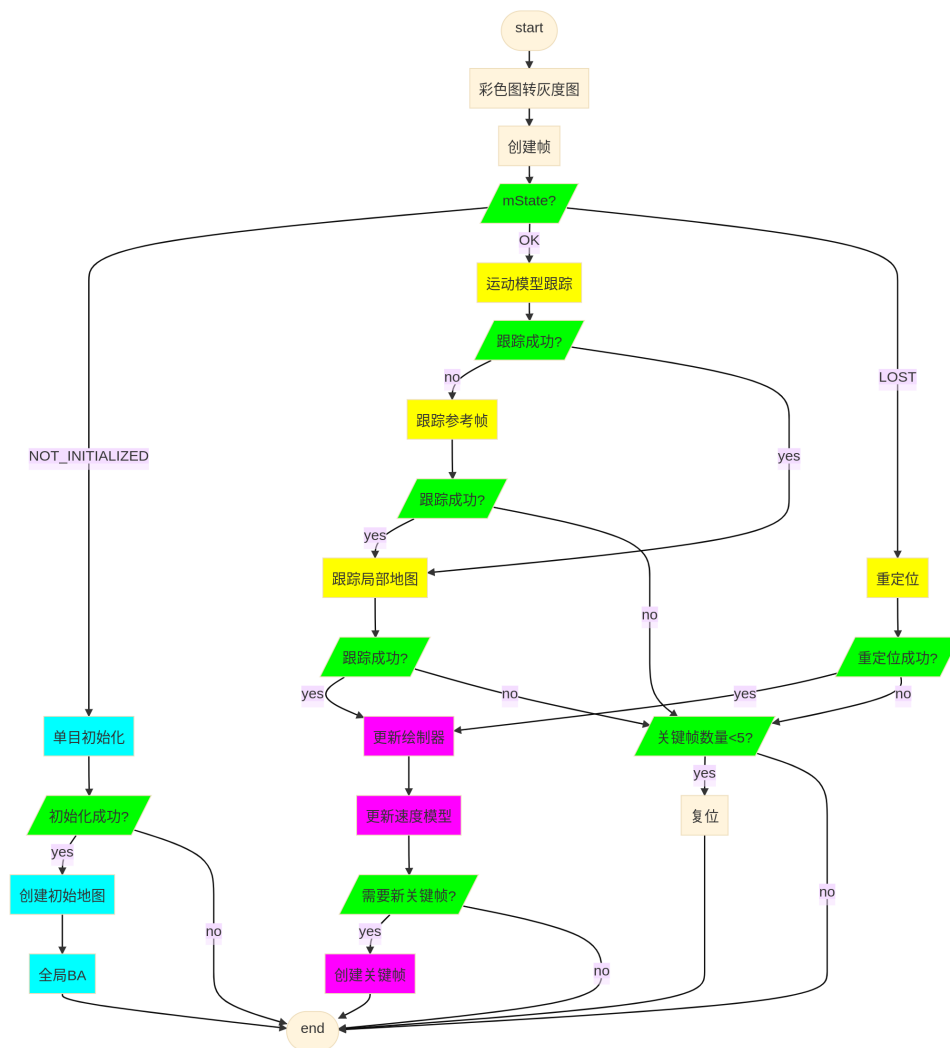 start
彩色图转灰度图
创建帧
mState?
OK
运动模型跟踪
跟踪成功?
no
LOST
跟踪参考帧
NOT_INITIALIZED
yes
跟踪成功?
yes
跟踪局部地图
重定位
no
跟踪成功?
重定位成功?
yes
no
yes
no
单目初始化
更新绘制器
关键帧数量<5?
yes
初始化成功?
更新速度模型
复位
yes
创建初始地图
需要新关键帧?
no
no
yes
全局BA
创建关键帧
no
end